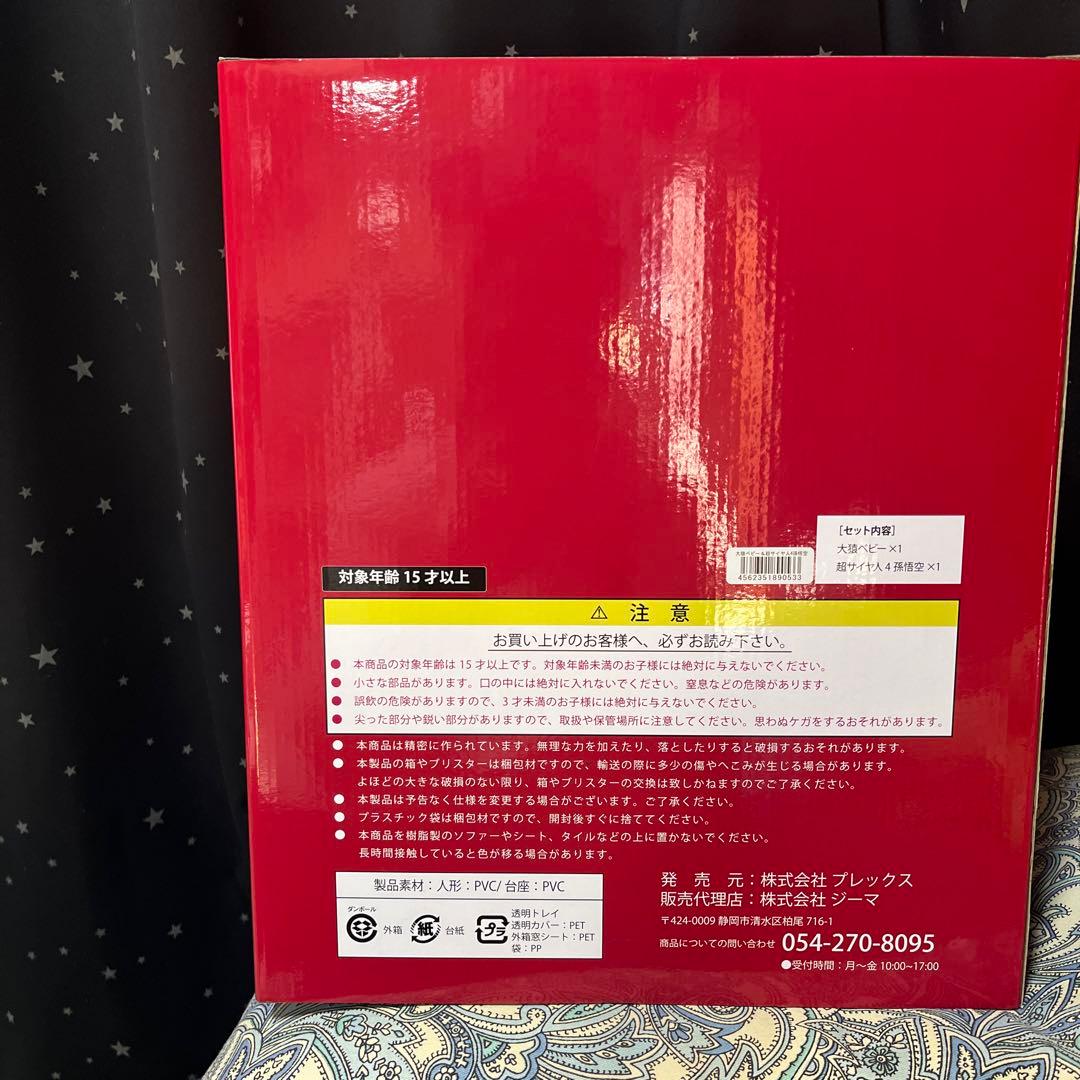 [セット内容]
大猿ベビー×1
超サイヤ人4孫悟空×1
大猿ベビー&超サイヤ人4孫悟空
4562351890533
対象年齢15才以上
⚠ 注 意
お買い上げのお客様へ、必ずお読み下さい。
● 本商品の対象年齢は15才以上です。対象年齢未満のお子様には絶対に与えないでください。
● 小さな部品があります。口の中には絶対に入れないでください。窒息などの危険があります。
● 誤飲の危険がありますので、3才未満のお子様には絶対に与えないでください。
● 尖った部分や鋭い部分がありますので、取扱や保管場所に注意してください。思わぬケガをするおそれがあります。
● 本商品は精密に作られています。無理な力を加えたり、落としたりすると破損するおそれがあります。
● 本製品の箱やブリスターは梱包材ですので、輸送の際に多少の傷やへこみが生じる場合があります。
よほどの大きな破損のない限り、箱やブリスターの交換は致しかねますのでご了承ください。
● 本製品は予告なく仕様を変更する場合がございます。ご了承ください。
● プラスチック袋は梱包材ですので、開封後すぐに捨ててください。
● 本商品を樹脂製のソファーやシート、タイルなどの上に置かないでください。
長時間接触していると色が移る場合があります。
製品素材：人形：PVC/台座：PVC
ダンボール
外箱
紙
台紙
プラ
透明トレイ
透明カバー：PET
外箱窓シート：PET
袋：PP
発 売 元：株式会社 プレックス
販売代理店：株式会社 ジーマ
〒424-0009 静岡市清水区柏尾 716-1
商品についての問い合わせ 054-270-8095
●受付時間：月～金 10:00~17:00